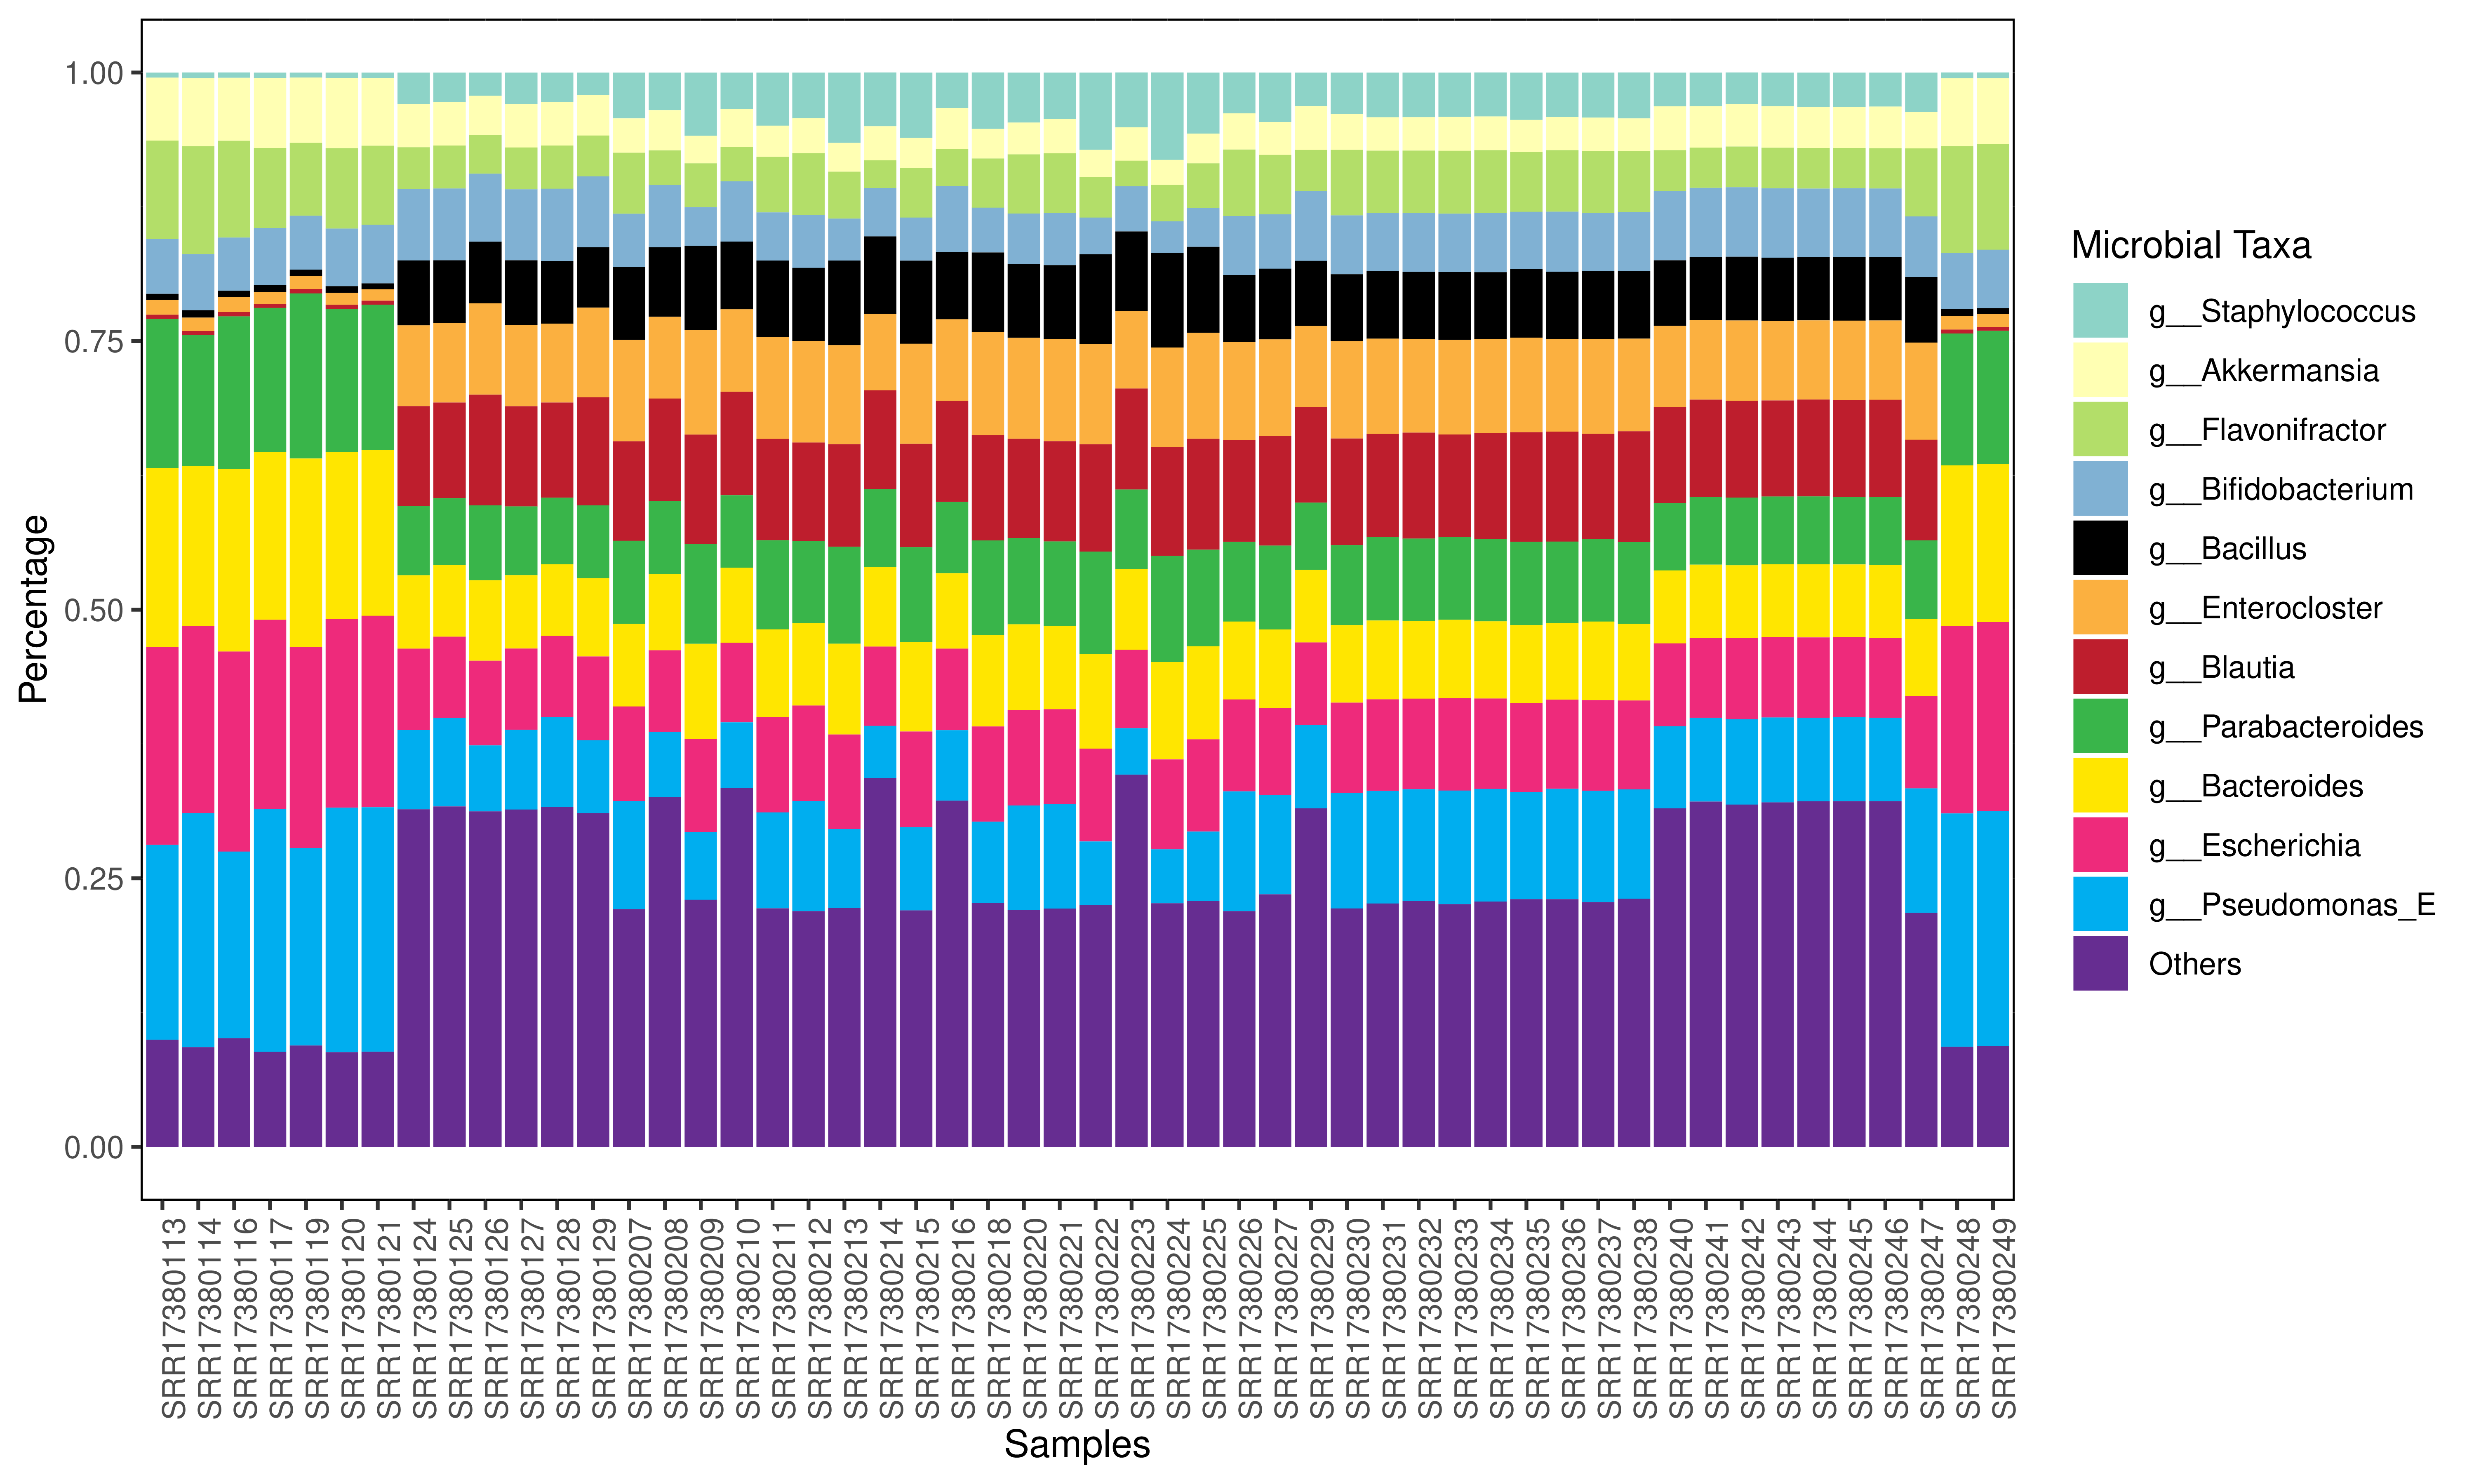 1.00
0.75
0.50
0.25
0.00
Percentage
SRR17380113
SRR17380114
SRR17380116
SRR17380117
SRR17380119
SRR17380120
SRR17380121
SRR17380124
SRR17380125
SRR17380126
SRR17380127
SRR17380128
SRR17380129
SRR17380207
SRR17380208
SRR17380209
SRR17380210
SRR17380211
SRR17380212
SRR17380213
SRR17380214
SRR17380215
SRR17380216
SRR17380218
SRR17380220
SRR17380221
SRR17380222
SRR17380223
SRR17380224
SRR17380225
SRR17380226
SRR17380227
SRR17380229
SRR17380230
SRR17380231
SRR17380232
SRR17380233
SRR17380234
SRR17380235
SRR17380236
SRR17380237
SRR17380238
SRR17380240
SRR17380241
SRR17380242
SRR17380243
SRR17380244
SRR17380245
SRR17380246
SRR17380247
SRR17380248
SRR17380249
Samples
Microbial Taxa
g__Staphylococcus
g__Akkermansia
g__Flavonifractor
g__Bifidobacterium
g__Bacillus
g__Enterocloster
g__Blautia
g__Parabacteroides
g__Bacteroides
g__Escherichia
g__Pseudomonas_E
Others